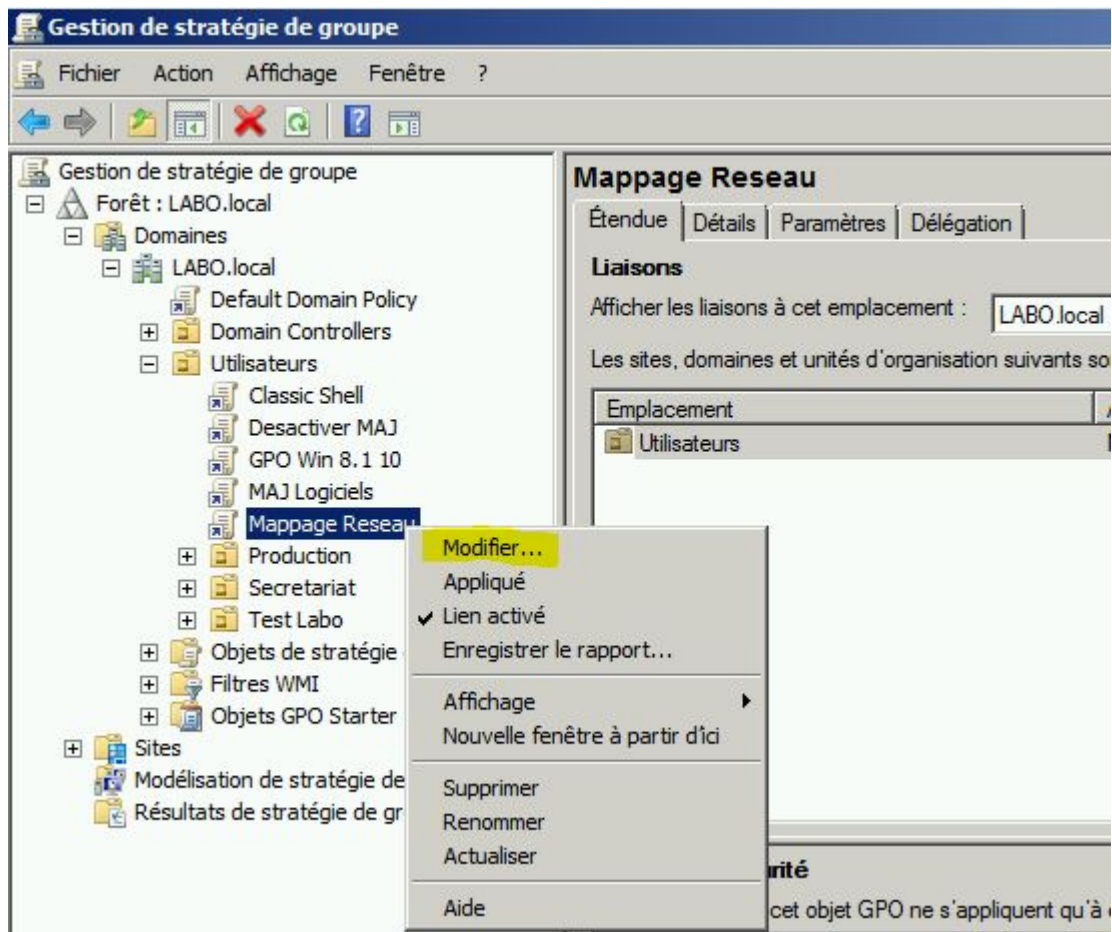 Gestion de stratégie de groupe
Fichier Action Affichage Fenêtre ?
Gestion de stratégie de groupe
Forêt : LABO.local
Domaines
LABO.local
Default Domain Policy
Domain Controllers
Utilisateurs
Classic Shell
Desactiver MAJ
GPO Win 8.1 10
MAJ Logiciels
Mappage Reseau
Production
Secretariat
Test Labo
Objets de stratégie
Filtres WMI
Objets GPO Starter
Sites
Modélisation de stratégie de
Résultats de stratégie de gr
Mappage Reseau
Étendue Détails Paramètres Délégation
Liaisons
Afficher les liaisons à cet emplacement : LABO.local
Les sites, domaines et unités d'organisation suivants so
Emplacement
Utilisateurs
Modifier...
Appliqué
Lien activé
Enregistrer le rapport...
Affichage
Nouvelle fenêtre à partir d'ici
Supprimer
Renommer
Actualiser
Aide
rité
cet objet GPO ne s'appliquent qu'à